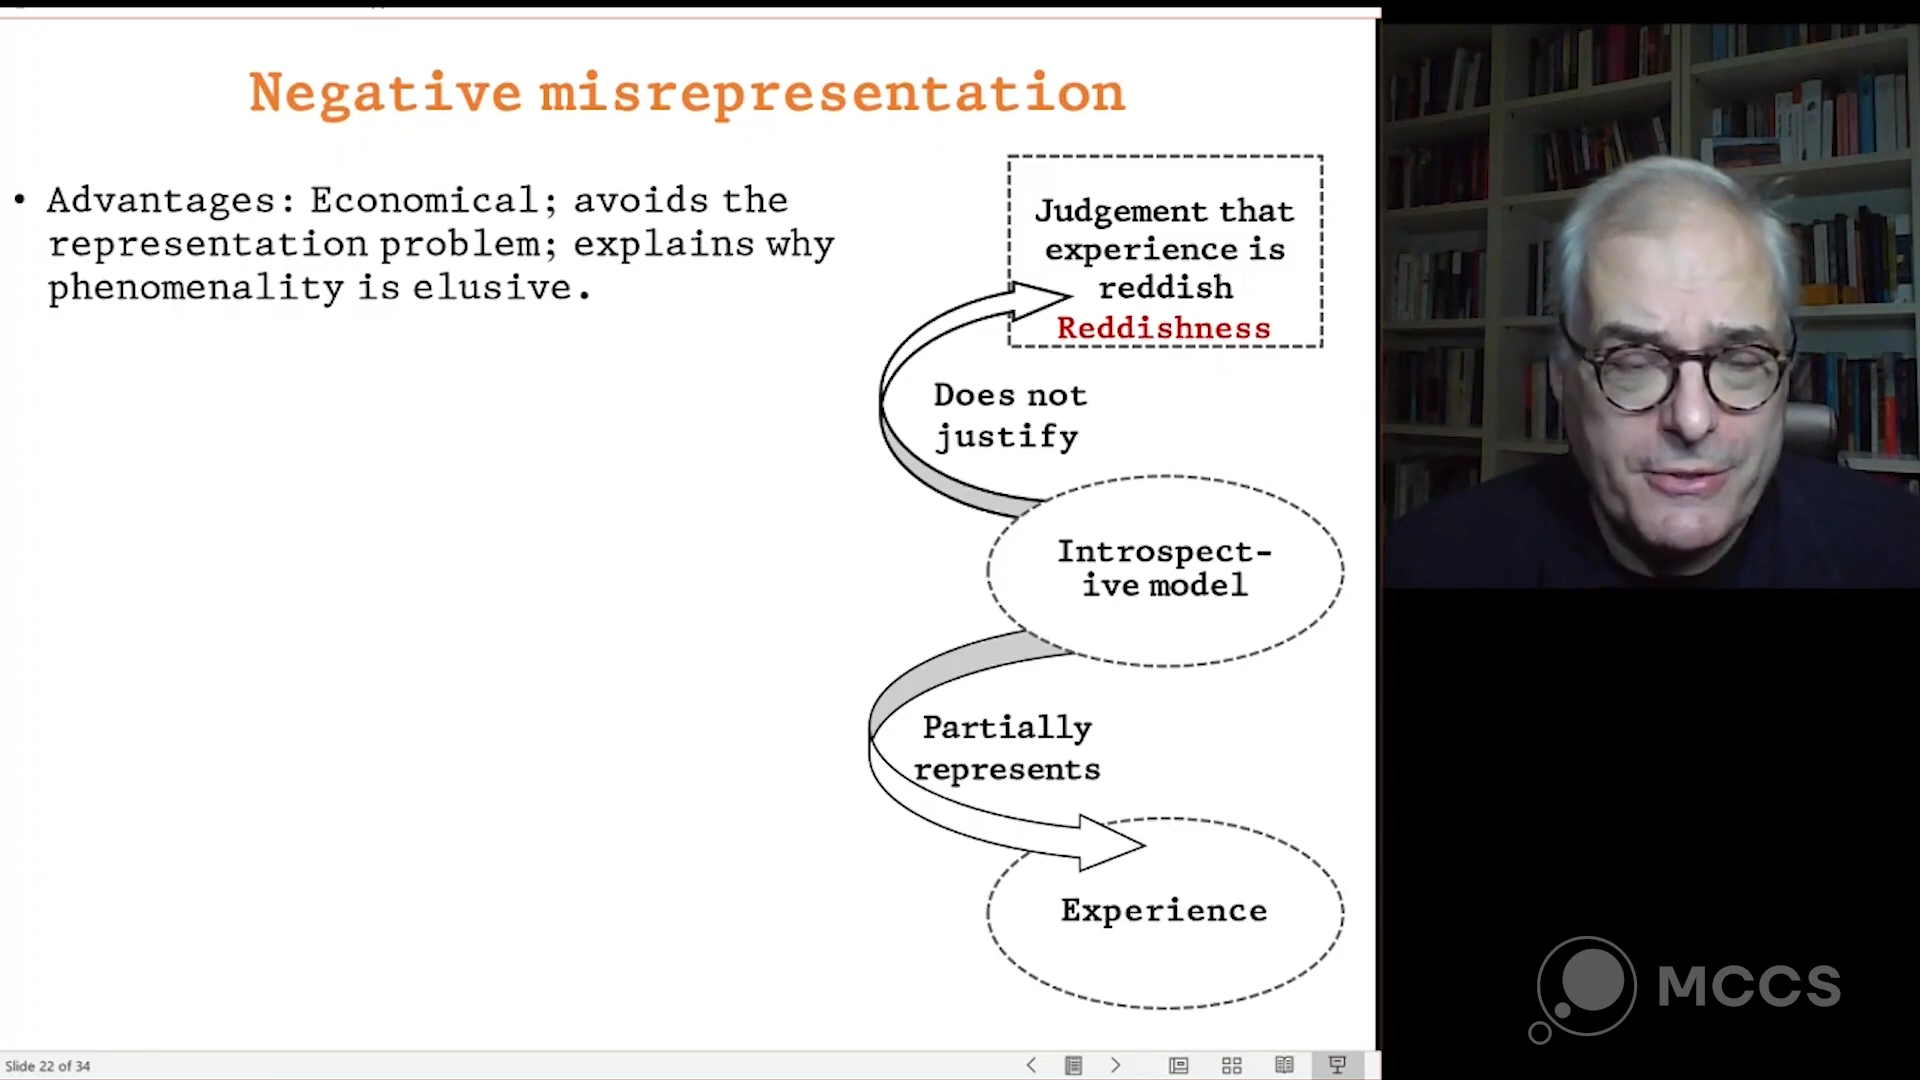 Negative misrepresentation
• Advantages: Economical; avoids the
representation problem; explains why
phenomenality is elusive.
Judgement that
experience is
reddish
Reddishness
Does not
justify
Introspect-
ive model
Partially
represents
Experience
MCCS
Slide 22 of 34